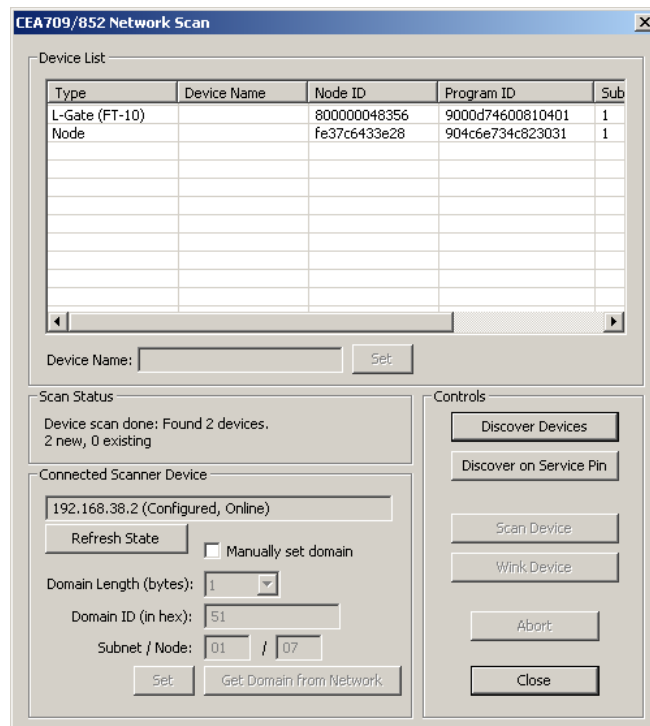 CEA709/852 Network Scan
Device List
Type Device Name Node ID Program ID Sub
L-Gate (FT-10) 800000048356 9000d74600810401 1
Node fe37c6433e28 904c6e734c823031 1
Device Name: Set
Scan Status
Device scan done: Found 2 devices.
2 new, 0 existing
Connected Scanner Device
192.168.38.2 (Configured, Online)
Refresh State
Manually set domain
Domain Length (bytes): 1
Domain ID (in hex): 51
Subnet / Node: 01 / 07
Set Get Domain from Network
Controls
Discover Devices
Discover on Service Pin
Scan Device
Wink Device
Abort
Close